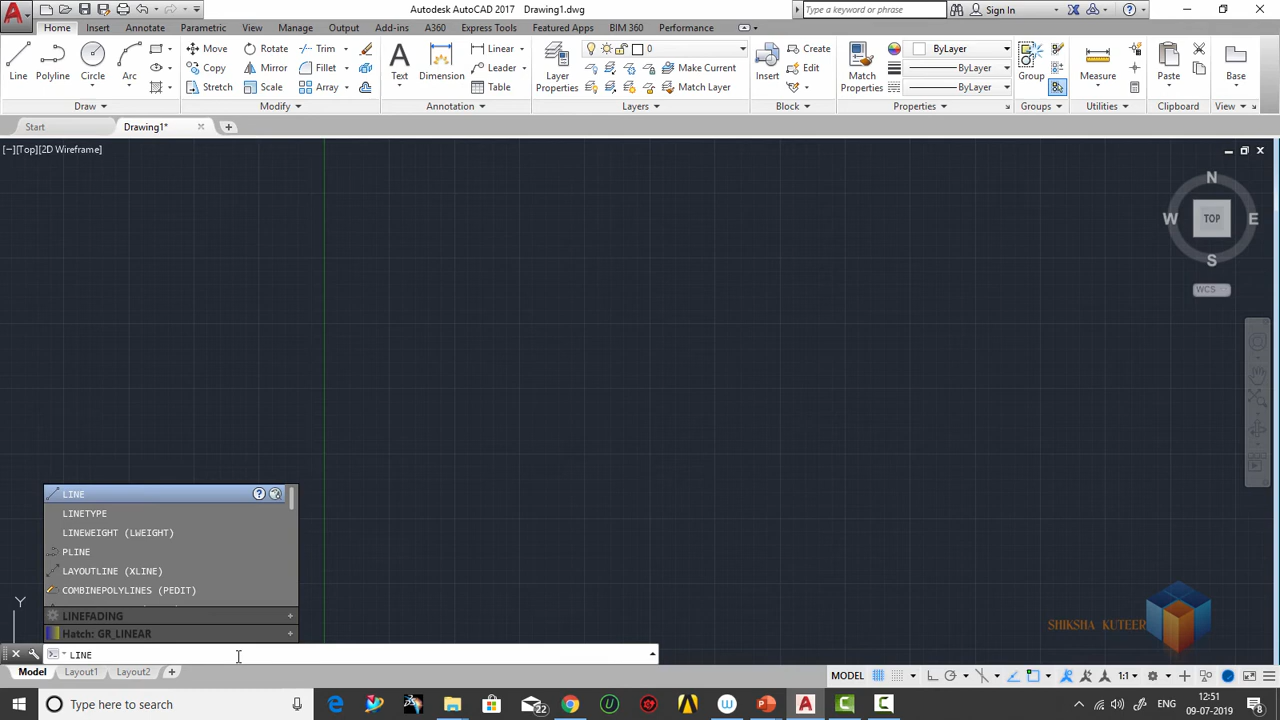 Autodesk AutoCAD 2017 Drawing1.dwg
Type a keyword or phrase
Sign In
Home Insert Annotate Parametric View Manage Output Add-ins A360 Express Tools Featured Apps BIM 360 Performance
Line Polyline Circle Arc
Move Rotate Trim
Copy Mirror Fillet
Stretch Scale Array
Text Dimension
Linear
Leader
Table
Layer Properties
0
Make Current
Match Layer
Insert
Create
Edit
Match Properties
ByLayer
ByLayer
ByLayer
Group
Measure
Paste
Base
Draw Modify Annotation Layers Block Properties Groups Utilities Clipboard View
Start Drawing1*
[−][Top][2D Wireframe]
N
W TOP E
S
WCS
LINE
LINETYPE
LINEWEIGHT (LWEIGHT)
PLINE
LAYOUTLINE (XLINE)
COMBINEPOLYLINES (PEDIT)
LINEFADING
Hatch: GR_LINEAR
Y
SHIKSHA KUTEER
LINE
Model Layout1 Layout2
MODEL 1:1
Type here to search
22
12:51
09-07-2019
8